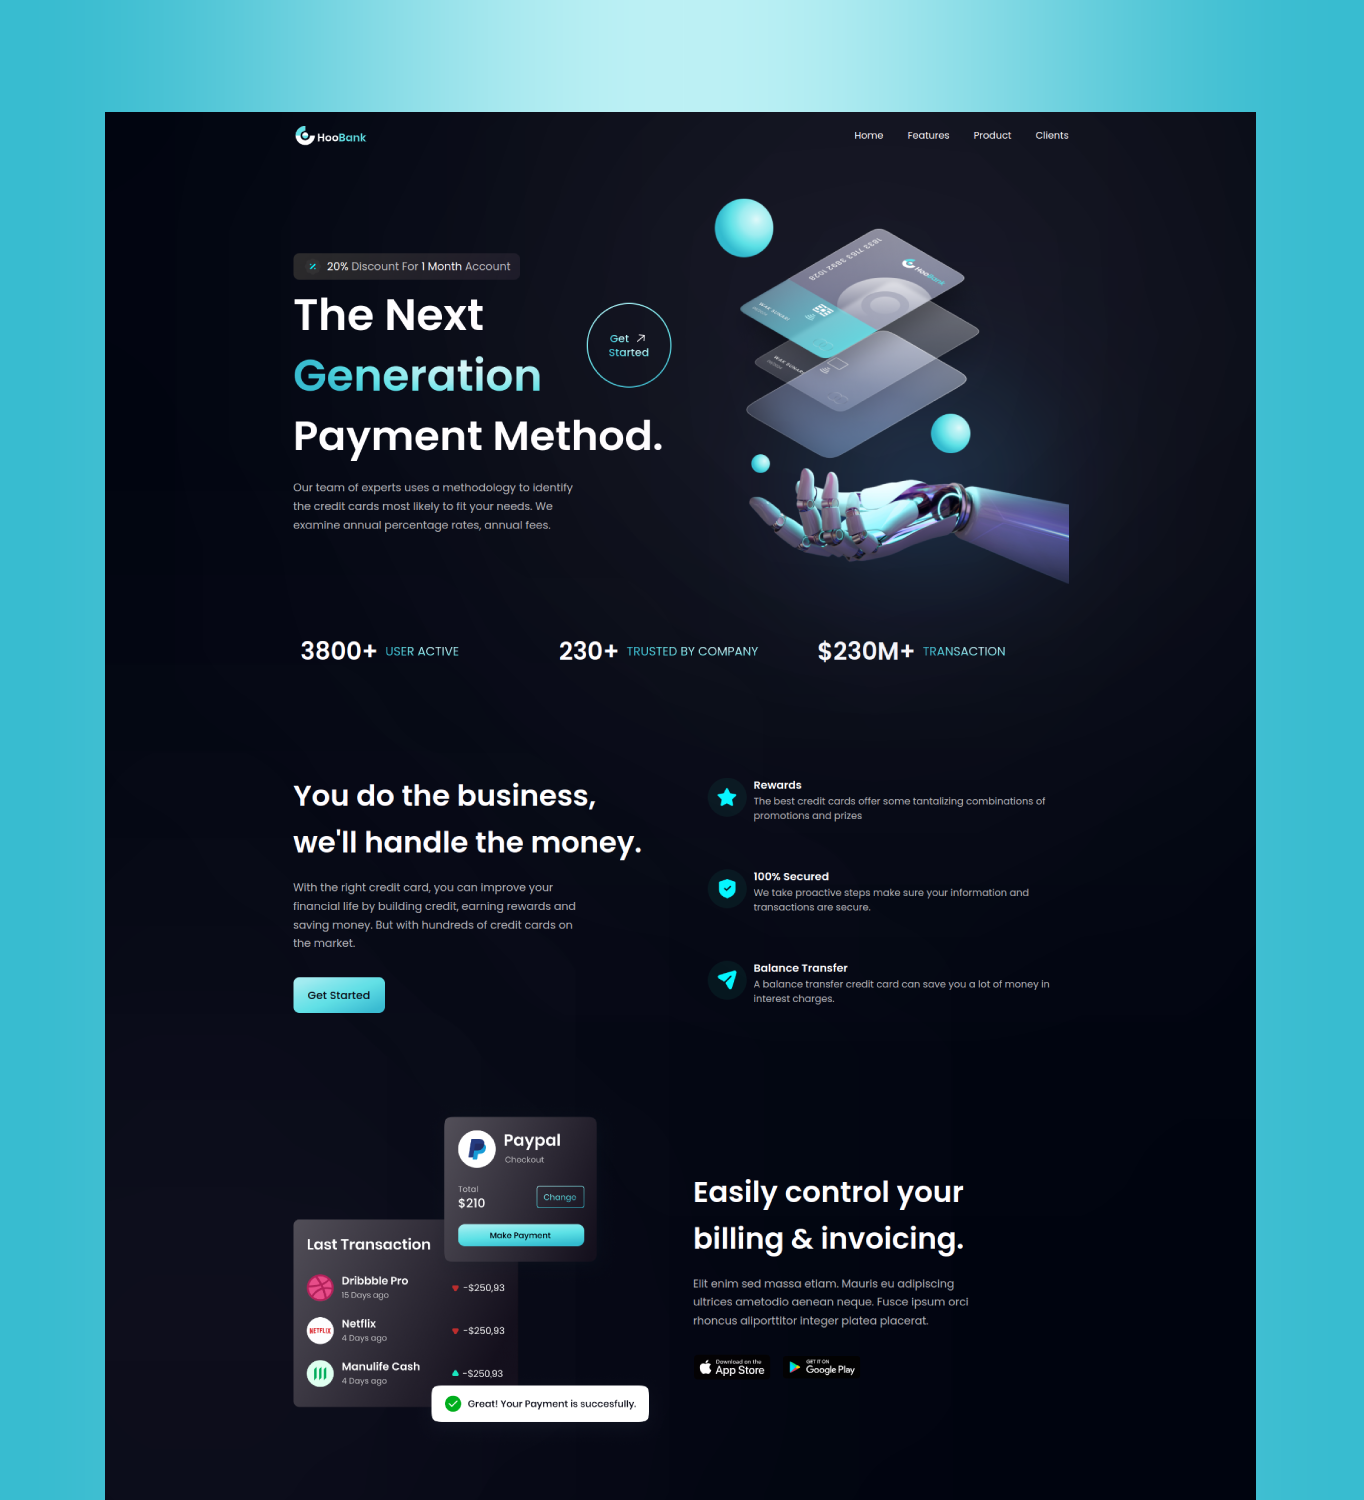 HooBank
Home Features Product Clients
20% Discount For 1 Month Account
The Next
Generation
Payment Method.
Get
Started
Our team of experts uses a methodology to identify
the credit cards most likely to fit your needs. We
examine annual percentage rates, annual fees.
1832 7183 3892 1028
HooBank
3800+ USER ACTIVE
230+ TRUSTED BY COMPANY
$230M+ TRANSACTION
You do the business,
we'll handle the money.
With the right credit card, you can improve your
financial life by building credit, earning rewards and
saving money. But with hundreds of credit cards on
the market.
Get Started
Rewards
The best credit cards offer some tantalizing combinations of
promotions and prizes
100% Secured
We take proactive steps make sure your information and
transactions are secure.
Balance Transfer
A balance transfer credit card can save you a lot of money in
interest charges.
Paypal
Checkout
Total
$210
Change
Make Payment
Last Transaction
Dribbble Pro
15 Days ago
-$250,93
NETFLIX
Netflix
4 Days ago
-$250,93
Manulife Cash
4 Days ago
-$250,93
Great! Your Payment is succesfully.
Easily control your
billing & invoicing.
Elit enim sed massa etiam. Mauris eu adipiscing
ultrices ametodio aenean neque. Fusce ipsum orci
rhoncus aliporttitor integer platea placerat.
Download on the
App Store
GET IT ON
Google Play